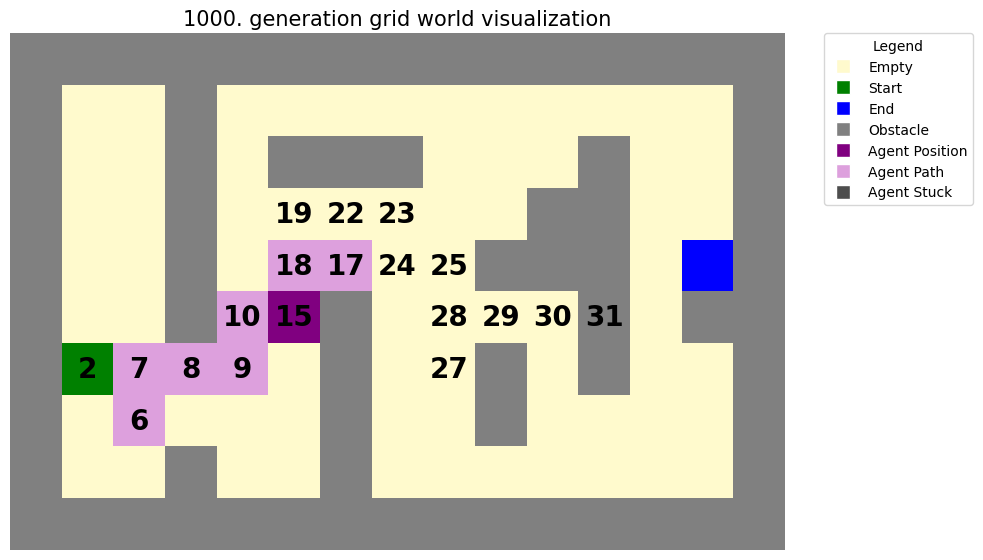 1000. generation grid world visualization
Legend
Empty
Start
End
Obstacle
Agent Position
Agent Path
Agent Stuck
19 22 23
18 17 24 25
10 15 28 29 30 31
2 7 8 9 27
6